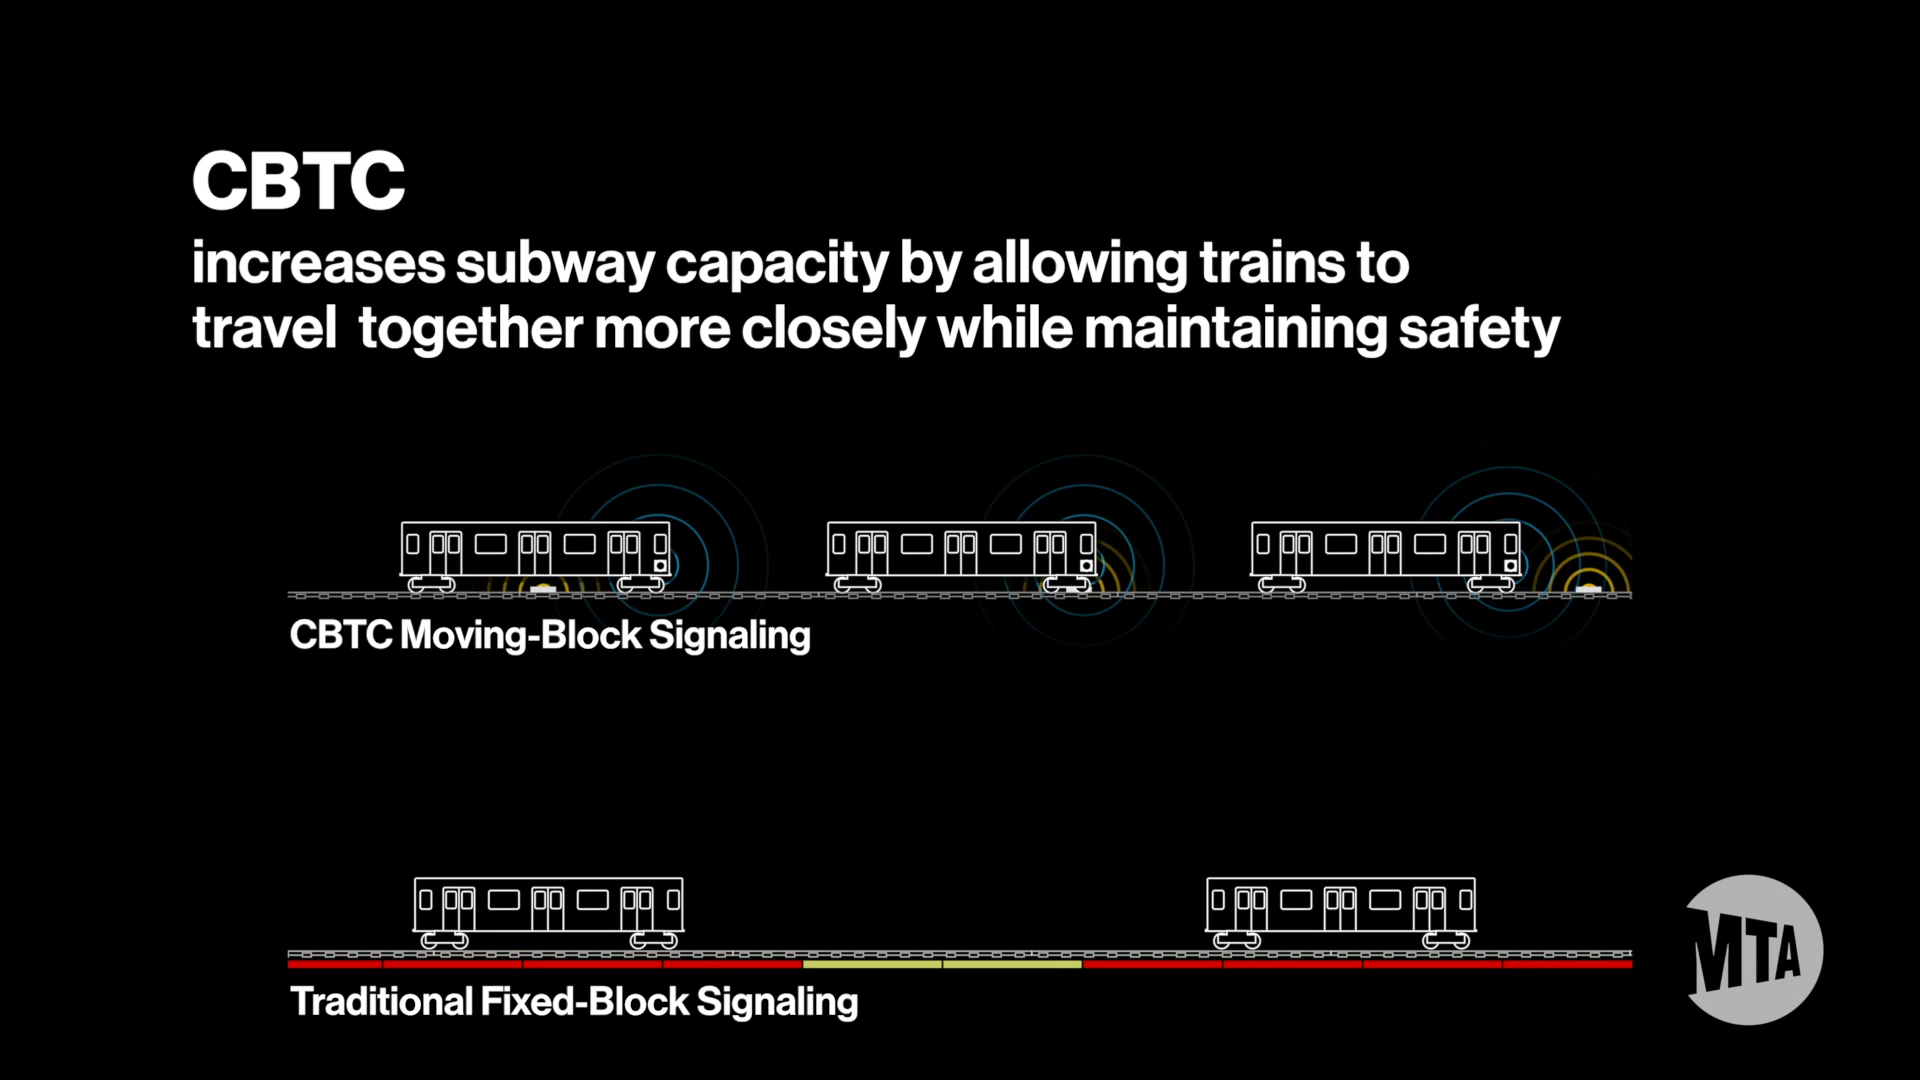 CBTC
increases subway capacity by allowing trains to
travel  together more closely while maintaining safety
CBTC Moving-Block Signaling
Traditional Fixed-Block Signaling
MTA